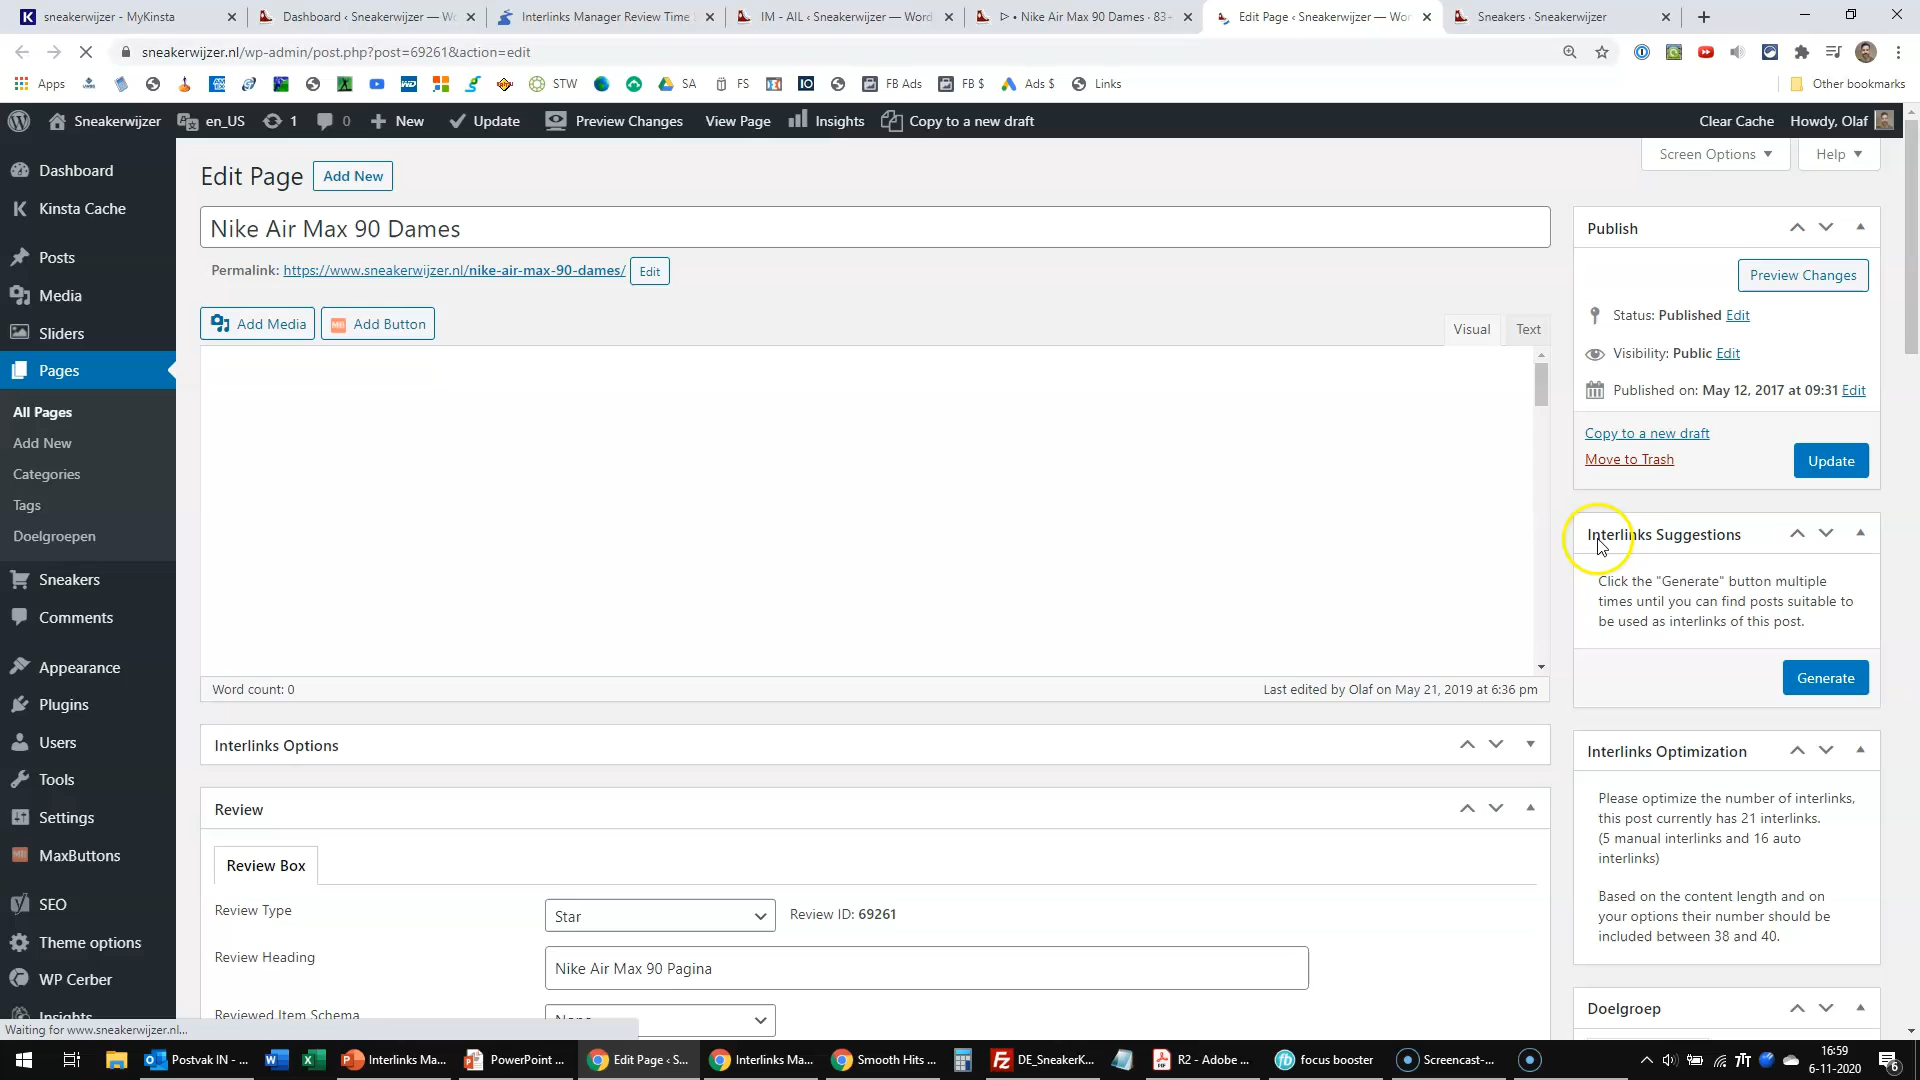 sneakerwijzer - MyKinsta
Dashboard ‹ Sneakerwijzer — W
Interlinks Manager Review Time
IM - AIL ‹ Sneakerwijzer — Word
ᐅ • Nike Air Max 90 Dames · 83
Edit Page ‹ Sneakerwijzer — Wor
Sneakers · Sneakerwijzer
sneakerwijzer.nl/wp-admin/post.php?post=69261&action=edit
Apps
STW
SA
FS
IO
FB Ads
FB $
Ads $
Links
Other bookmarks
Sneakerwijzer
en_US
1
0
New
Update
Preview Changes
View Page
Insights
Copy to a new draft
Clear Cache
Howdy, Olaf
Dashboard
Kinsta Cache
Posts
Media
Sliders
Pages
All Pages
Add New
Categories
Tags
Doelgroepen
Sneakers
Comments
Appearance
Plugins
Users
Tools
Settings
MaxButtons
SEO
Theme options
WP Cerber
Insights
Waiting for www.sneakerwijzer.nl...
Screen Options
Help
Edit Page
Add New
Nike Air Max 90 Dames
Permalink: https://www.sneakerwijzer.nl/nike-air-max-90-dames/ Edit
Add Media
Add Button
Visual
Text
Word count: 0
Last edited by Olaf on May 21, 2019 at 6:36 pm
Interlinks Options
Review
Review Box
Review Type
Star
Review ID: 69261
Review Heading
Nike Air Max 90 Pagina
Reviewed Item Schema
None
Publish
Preview Changes
Status: Published Edit
Visibility: Public Edit
Published on: May 12, 2017 at 09:31 Edit
Copy to a new draft
Move to Trash
Update
Interlinks Suggestions
Click the "Generate" button multiple
times until you can find posts suitable to
be used as interlinks of this post.
Generate
Interlinks Optimization
Please optimize the number of interlinks,
this post currently has 21 interlinks.
(5 manual interlinks and 16 auto
interlinks)
Based on the content length and on
your options their number should be
included between 38 and 40.
Doelgroep
Postvak IN - ...
Interlinks Ma...
PowerPoint ...
Edit Page ‹ S...
Interlinks Ma...
Smooth Hits ...
DE_SneakerK...
R2 - Adobe ...
focus booster
Screencast-...
16:59
6-11-2020
6